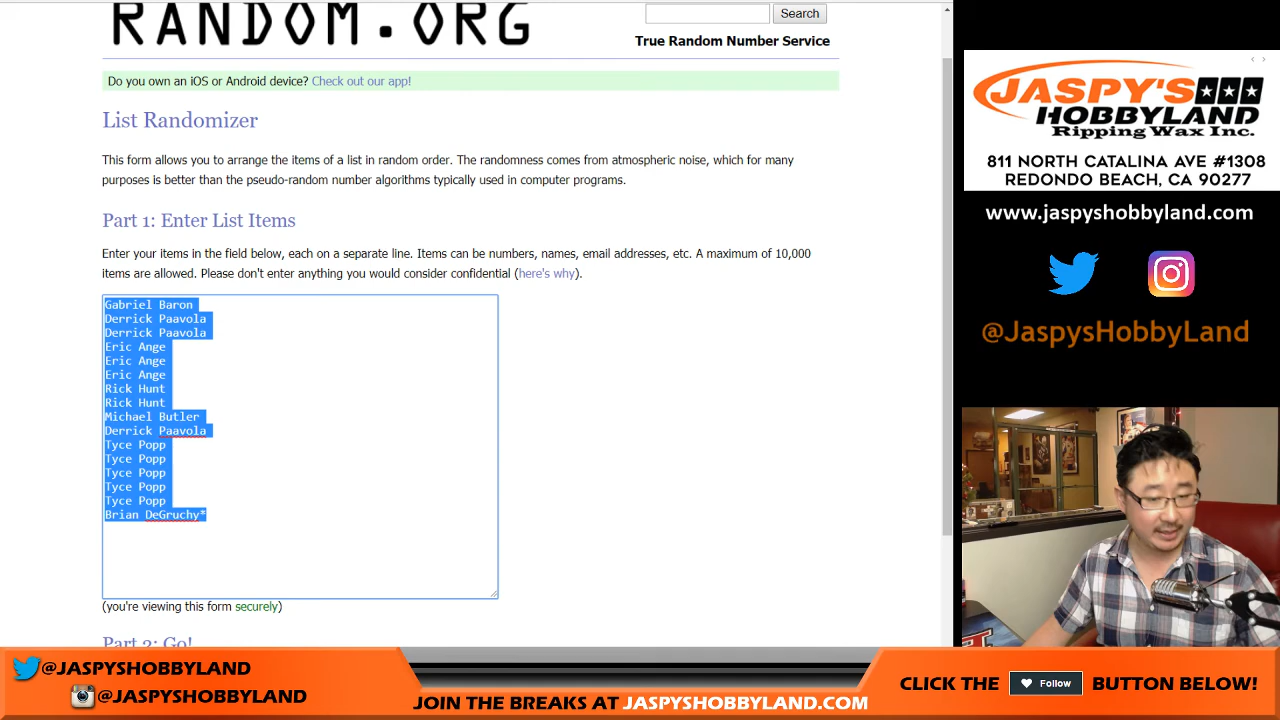 RANDOM.ORG
Search
True Random Number Service
Do you own an iOS or Android device? Check out our app!
List Randomizer
This form allows you to arrange the items of a list in random order. The randomness comes from atmospheric noise, which for many
purposes is better than the pseudo-random number algorithms typically used in computer programs.
Part 1: Enter List Items
Enter your items in the field below, each on a separate line. Items can be numbers, names, email addresses, etc. A maximum of 10,000
items are allowed. Please don't enter anything you would consider confidential (here's why).
Gabriel Baron
Derrick Paavola
Derrick Paavola
Eric Ange
Eric Ange
Eric Ange
Rick Hunt
Rick Hunt
Michael Butler
Derrick Paavola
Tyce Popp
Tyce Popp
Tyce Popp
Tyce Popp
Tyce Popp
Brian DeGruchy*
(you're viewing this form securely)
Part 2: Go!
JASPY'S
HOBBYLAND
Ripping Wax Inc.
811 NORTH CATALINA AVE #1308
REDONDO BEACH, CA 90277
www.jaspyshobbyland.com
@JaspysHobbyLand
@JASPYSHOBBYLAND
@JASPYSHOBBYLAND
JOIN THE BREAKS AT JASPYSHOBBYLAND.COM
CLICK THE Follow BUTTON BELOW!